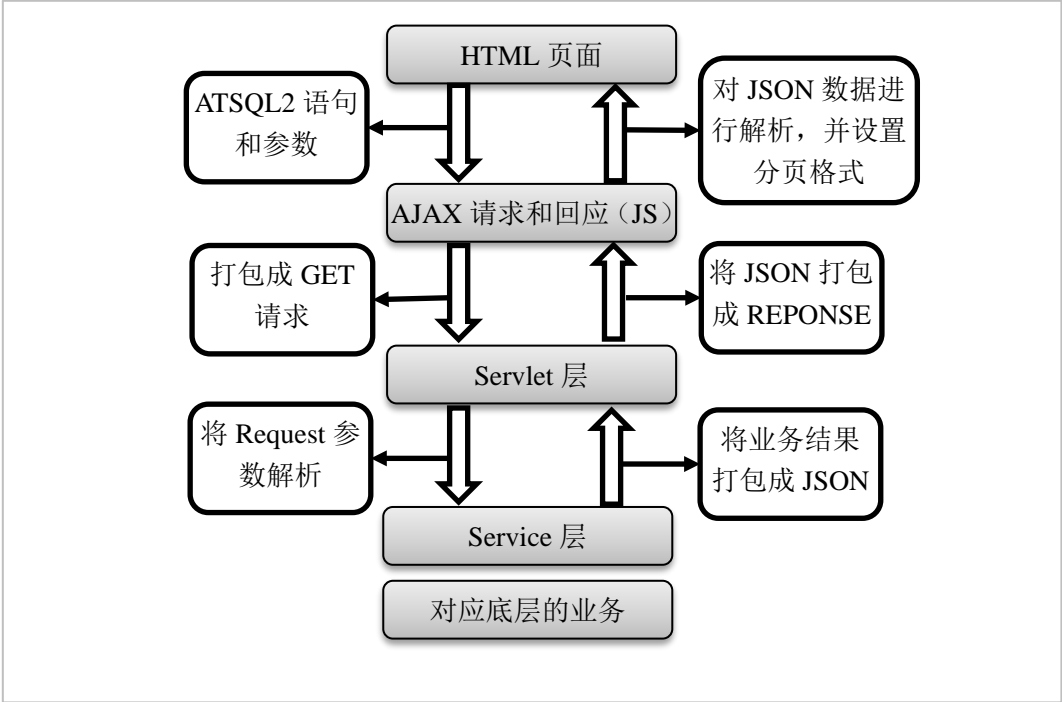 HTML 页面
ATSQL2 语句
和参数
对 JSON 数据进
行解析，并设置
分页格式
AJAX 请求和回应（JS）
打包成 GET
请求
将 JSON 打包
成 REPONSE
Servlet 层
将 Request 参
数解析
将业务结果
打包成 JSON
Service 层
对应底层的业务